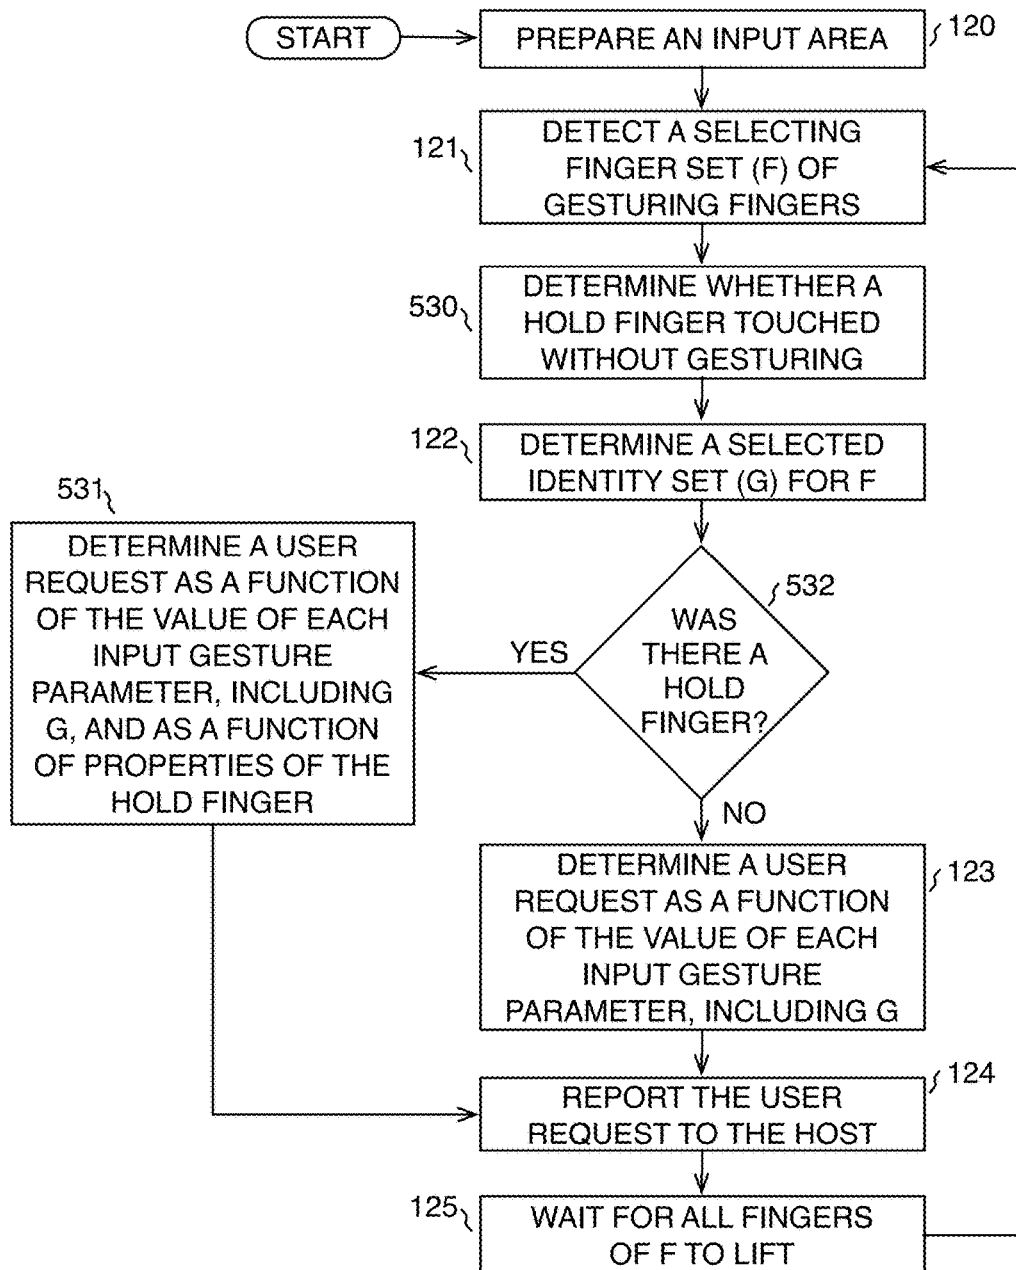 START
PREPARE AN INPUT AREA
120
121
DETECT A SELECTING
FINGER SET (F) OF
GESTURING FINGERS
530
DETERMINE WHETHER A
HOLD FINGER TOUCHED
WITHOUT GESTURING
122
DETERMINE A SELECTED
IDENTITY SET (G) FOR F
531
DETERMINE A USER
REQUEST AS A FUNCTION
OF THE VALUE OF EACH
INPUT GESTURE
PARAMETER, INCLUDING
G, AND AS A FUNCTION
OF PROPERTIES OF THE
HOLD FINGER
532
WAS
THERE A
HOLD
FINGER?
YES
NO
123
DETERMINE A USER
REQUEST AS A FUNCTION
OF THE VALUE OF EACH
INPUT GESTURE
PARAMETER, INCLUDING G
124
REPORT THE USER
REQUEST TO THE HOST
125
WAIT FOR ALL FINGERS
OF F TO LIFT